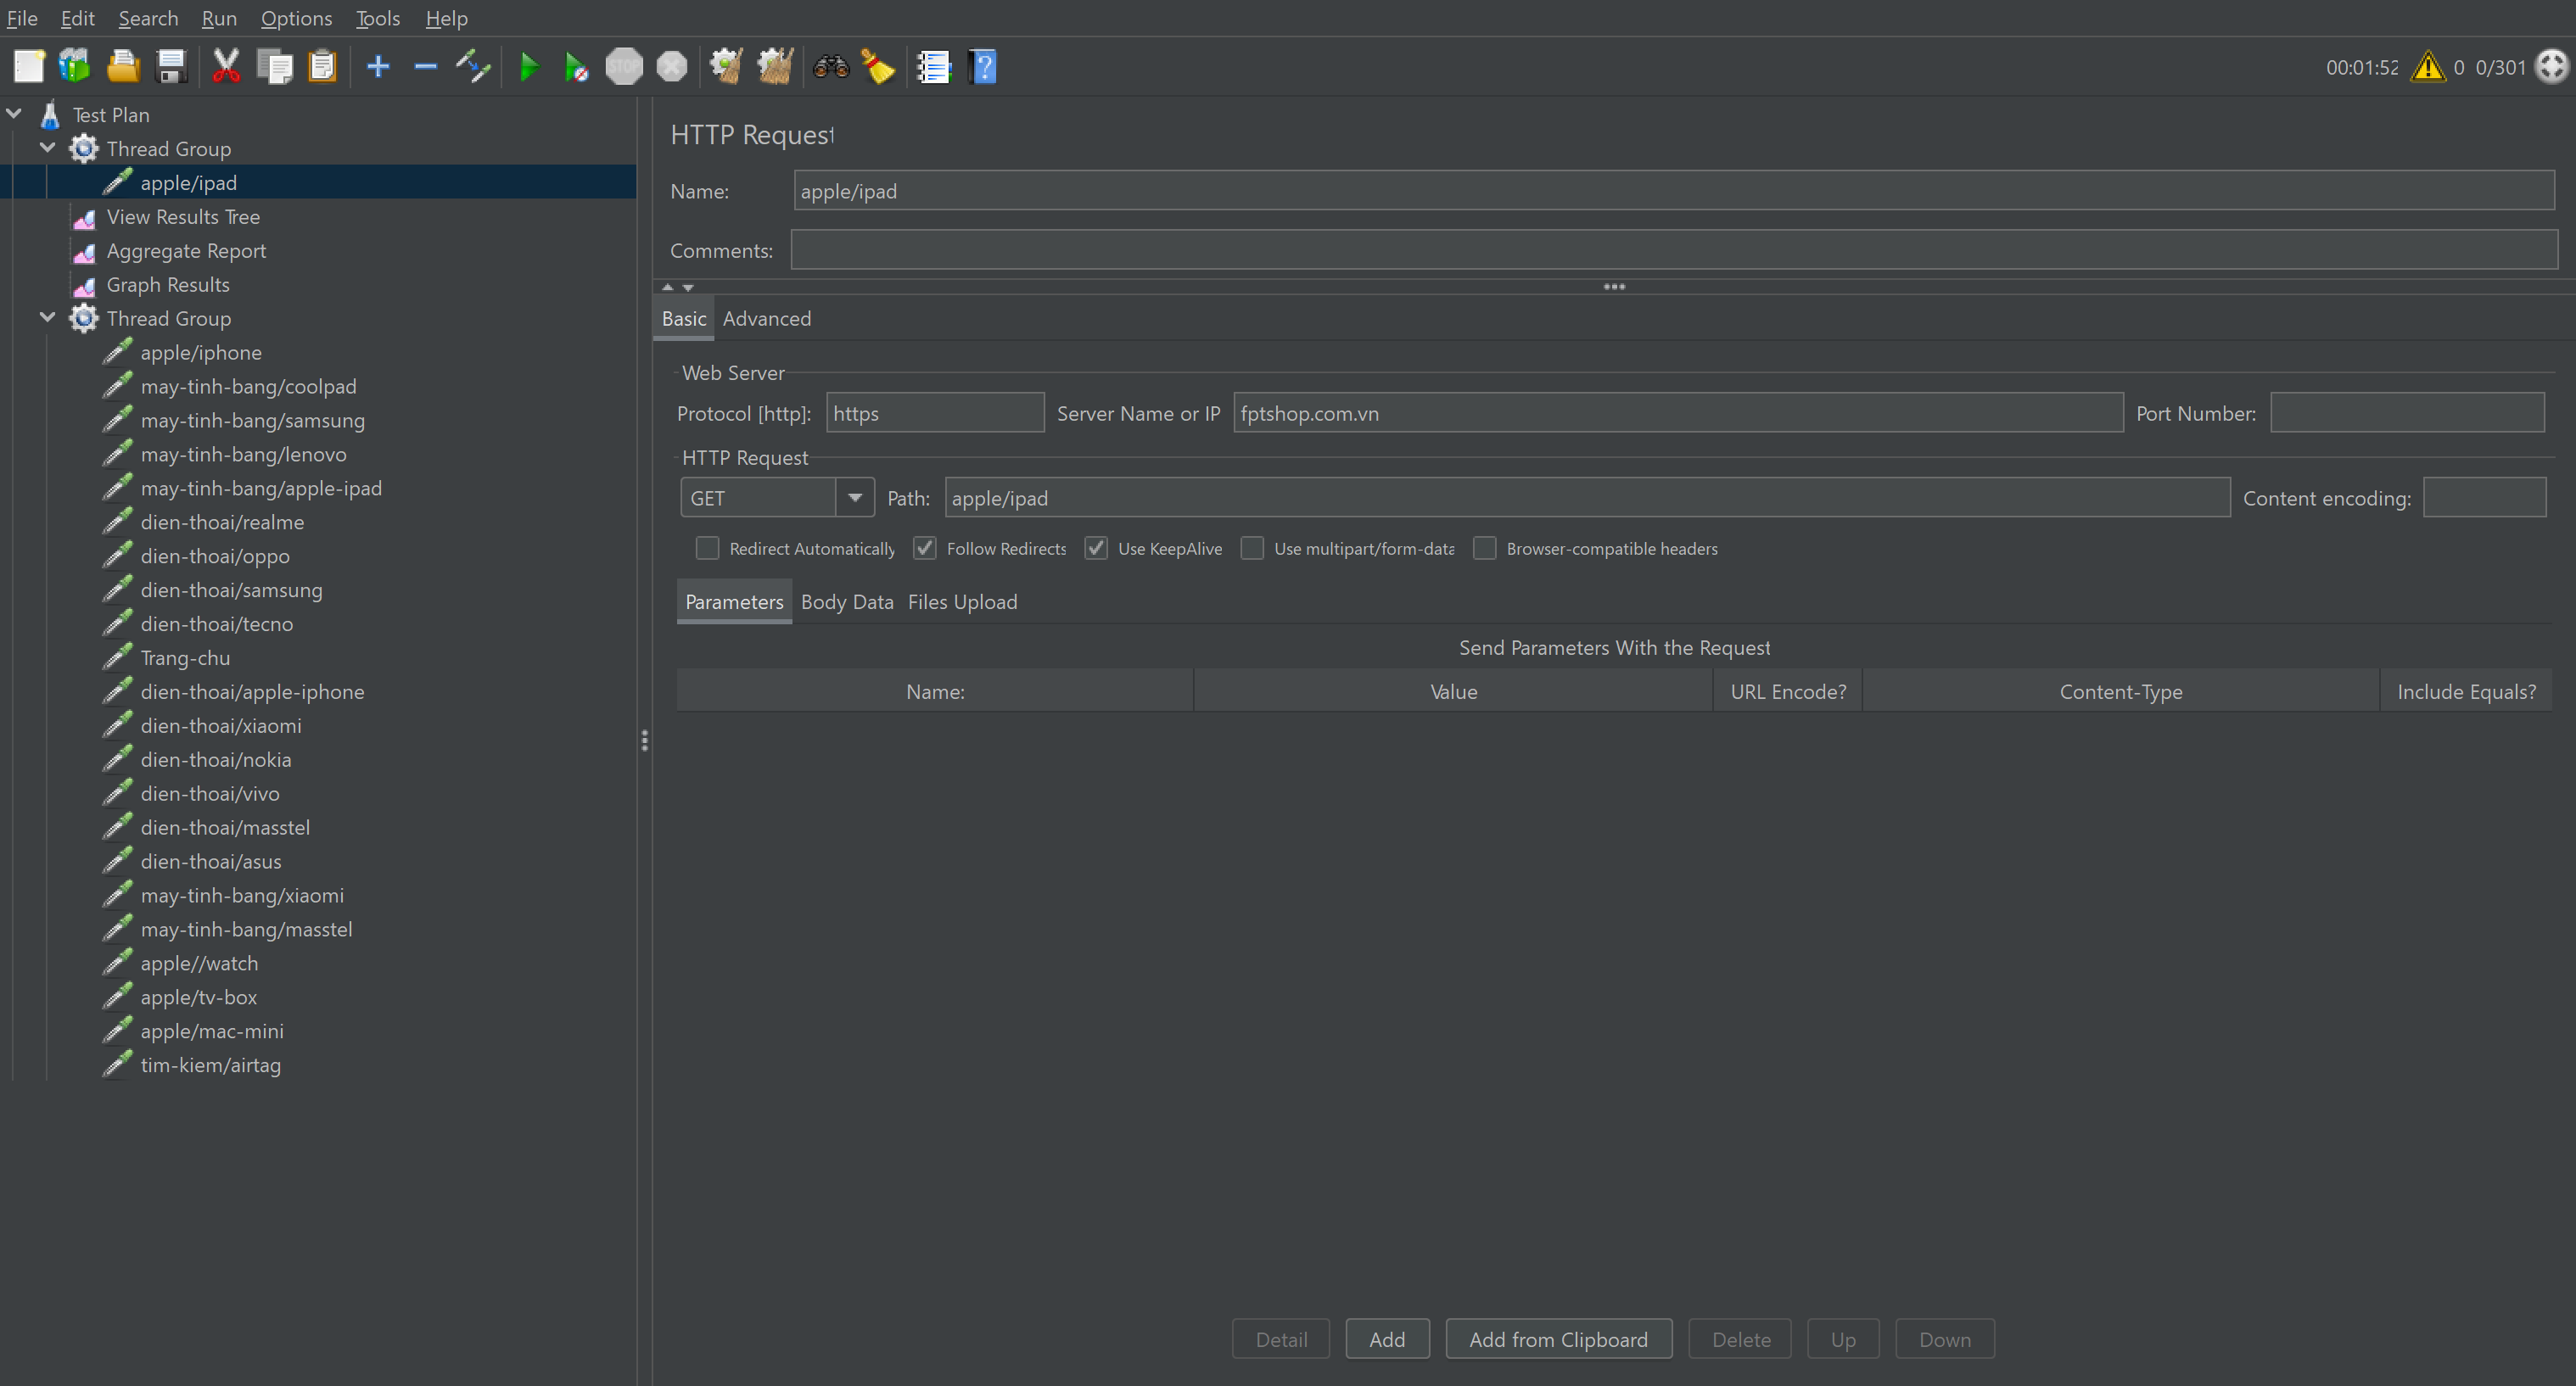 File Edit Search Run Options Tools Help
STOP ? 00:01:52 0 0/301
Test Plan
Thread Group
apple/ipad
View Results Tree
Aggregate Report
Graph Results
Thread Group
apple/iphone
may-tinh-bang/coolpad
may-tinh-bang/samsung
may-tinh-bang/lenovo
may-tinh-bang/apple-ipad
dien-thoai/realme
dien-thoai/oppo
dien-thoai/samsung
dien-thoai/tecno
Trang-chu
dien-thoai/apple-iphone
dien-thoai/xiaomi
dien-thoai/nokia
dien-thoai/vivo
dien-thoai/masstel
dien-thoai/asus
may-tinh-bang/xiaomi
may-tinh-bang/masstel
apple//watch
apple/tv-box
apple/mac-mini
tim-kiem/airtag
HTTP Request
Name: apple/ipad
Comments:
Basic Advanced
Web Server
Protocol [http]: https Server Name or IP fptshop.com.vn Port Number:
HTTP Request
GET Path: apple/ipad Content encoding:
Redirect Automatically Follow Redirects Use KeepAlive Use multipart/form-data Browser-compatible headers
Parameters Body Data Files Upload
Send Parameters With the Request
Name: Value URL Encode? Content-Type Include Equals?
Detail Add Add from Clipboard Delete Up Down